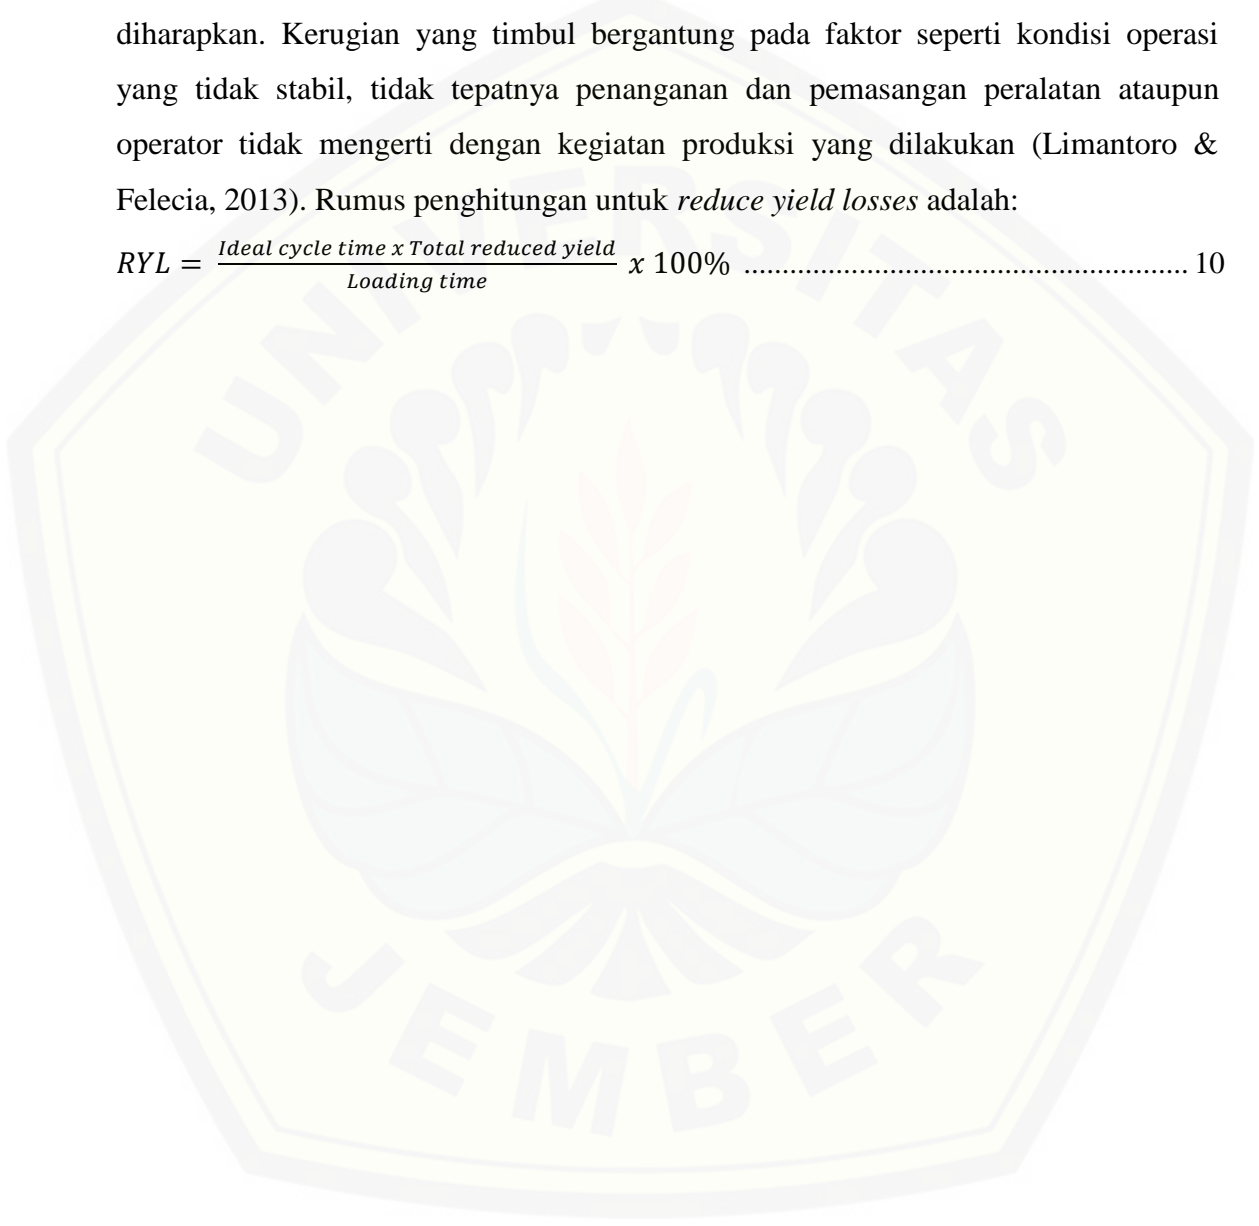 diharapkan. Kerugian yang timbul bergantung pada faktor seperti kondisi operasi
yang tidak stabil, tidak tepatnya penanganan dan pemasangan peralatan ataupun
operator tidak mengerti dengan kegiatan produksi yang dilakukan (Limantoro &
Felecia, 2013). Rumus penghitungan untuk reduce yield losses adalah:
RYL = Ideal cycle time x Total reduced yield / Loading time x 100% ................................................ 10
UNIVERSITAS
JEMBER